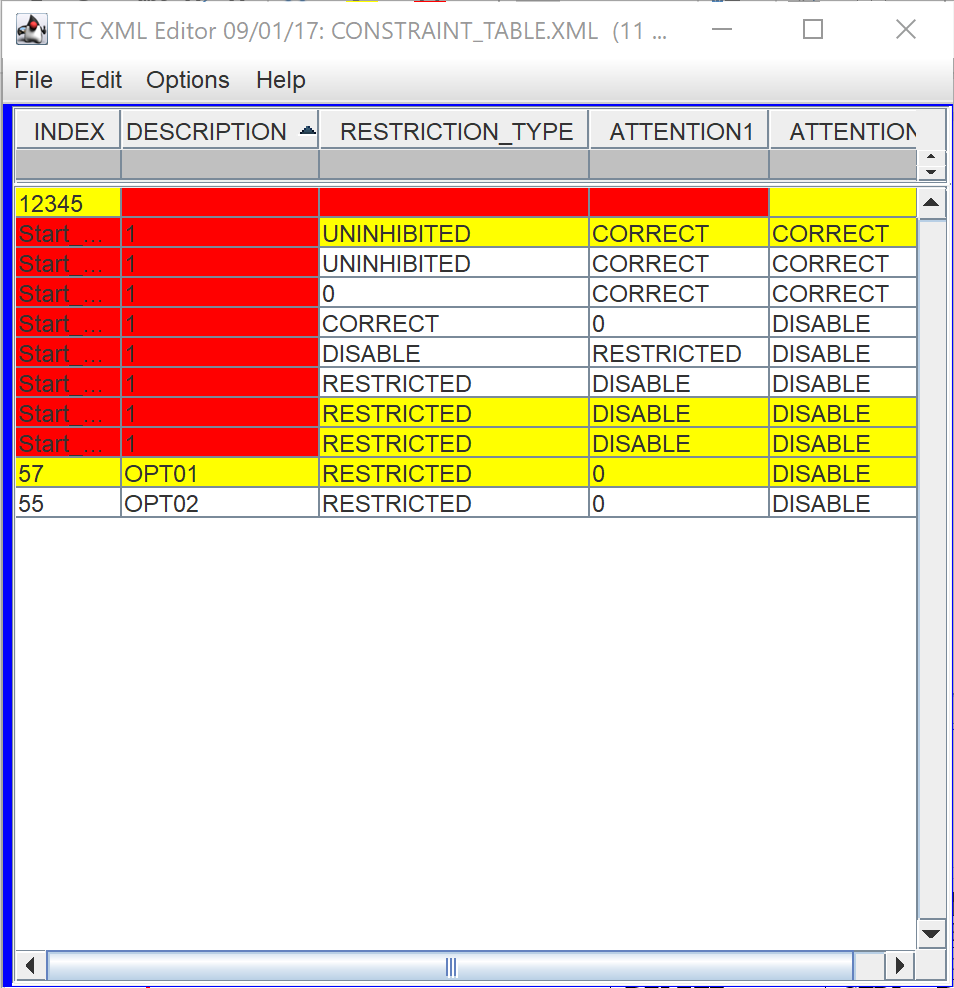 TTC XML Editor 09/01/17: CONSTRAINT_TABLE.XML (11 ...
File Edit Options Help
INDEX DESCRIPTION RESTRICTION_TYPE ATTENTION1 ATTENTION
12345
Start_... 1 UNINHIBITED CORRECT CORRECT
Start_... 1 UNINHIBITED CORRECT CORRECT
Start_... 1 0 CORRECT CORRECT
Start_... 1 CORRECT 0 DISABLE
Start_... 1 DISABLE RESTRICTED DISABLE
Start_... 1 RESTRICTED DISABLE DISABLE
Start_... 1 RESTRICTED DISABLE DISABLE
Start_... 1 RESTRICTED DISABLE DISABLE
57 OPT01 RESTRICTED 0 DISABLE
55 OPT02 RESTRICTED 0 DISABLE